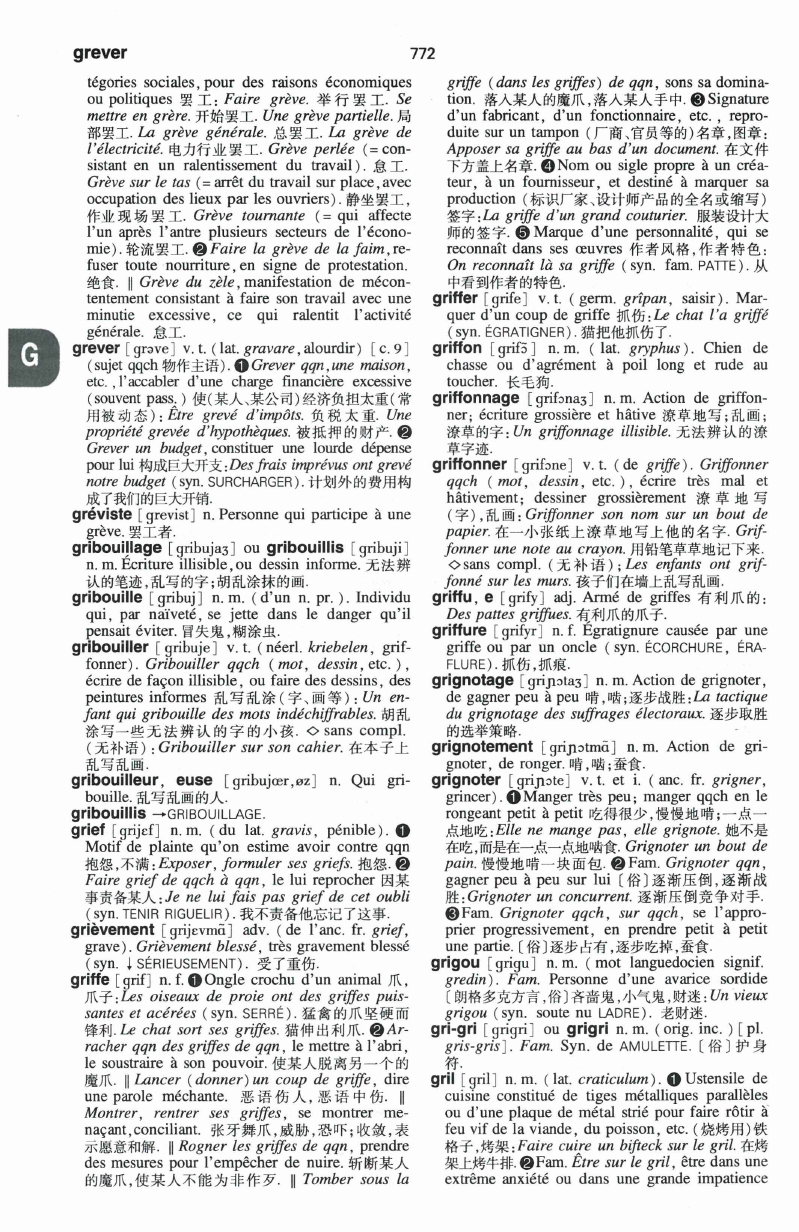 grever
772
tégories sociales, pour des raisons économiques
ou politiques 罢工: Faire grève. 举行罢工. Se
mettre en grère. 开始罢工. Une grève partielle. 局
部罢工. La grève générale. 总罢工. La grève de
l'électricité. 电力行业罢工. Grève perlée (= con-
sistant en un ralentissement du travail). 怠工.
Grève sur le tas (= arrêt du travail sur place, avec
occupation des lieux par les ouvriers). 静坐罢工,
作业现场罢工. Grève tournante (= qui affecte
l'un après l'antre plusieurs secteurs de l'écono-
mie). 轮流罢工. ❷ Faire la grève de la faim, re-
fuser toute nourriture, en signe de protestation.
绝食. ‖ Grève du zèle, manifestation de mécon-
tentement consistant à faire son travail avec une
minutie excessive, ce qui ralentit l'activité
générale. 怠工.
G
grever [grəve] v. t. (lat. gravare, alourdir) [c. 9]
(sujet qqch 物作主语). ❶ Grever qqn, une maison,
etc., l'accabler d'une charge financière excessive
(souvent pass.) 使(某人、某公司)经济负担太重(常
用被动态): Être grevé d'impôts. 负税太重. Une
propriété grevée d'hypothèques. 被抵押的财产. ❷
Grever un budget, constituer une lourde dépense
pour lui 构成巨大开支: Des frais imprévus ont grevé
notre budget (syn. SURCHARGER). 计划外的费用构
成了我们的巨大开销.
gréviste [grevist] n. Personne qui participe à une
grève. 罢工者.
gribouillage [gribujaʒ] ou gribouillis [gribuji]
n. m. Écriture illisible, ou dessin informe. 无法辨
认的笔迹,乱写的字;胡乱涂抹的画.
gribouille [gribuj] n. m. (d'un n. pr.). Individu
qui, par naïveté, se jette dans le danger qu'il
pensait éviter. 冒失鬼,糊涂虫.
gribouiller [gribuje] v. t. (néerl. kriebelen, grif-
fonner). Gribouiller qqch (mot, dessin, etc.),
écrire de façon illisible, ou faire des dessins, des
peintures informes 乱写乱涂(字、画等): Un en-
fant qui gribouille des mots indéchiffrables. 胡乱
涂写一些无法辨认的字的小孩. ◇ sans compl.
(无补语): Gribouiller sur son cahier. 在本子上
乱写乱画.
gribouilleur, euse [gribujœr,øz] n. Qui gri-
bouille. 乱写乱画的人.
gribouillis →GRIBOUILLAGE.
grief [grijɛf] n. m. (du lat. gravis, pénible). ❶
Motif de plainte qu'on estime avoir contre qqn
抱怨,不满: Exposer, formuler ses griefs. 抱怨. ❷
Faire grief de qqch à qqn, le lui reprocher 因某
事责备某人: Je ne lui fais pas grief de cet oubli
(syn. TENIR RIGUELIR). 我不责备他忘记了这事.
grièvement [grijevmɑ̃] adv. (de l'anc. fr. grief,
grave). Grièvement blessé, très gravement blessé
(syn. ↓ SÉRIEUSEMENT). 受了重伤.
griffe [grif] n. f. ❶ Ongle crochu d'un animal 爪,
爪子: Les oiseaux de proie ont des griffes puis-
santes et acérées (syn. SERRE). 猛禽的爪坚硬而
锋利. Le chat sort ses griffes. 猫伸出利爪. ❷ Ar-
racher qqn des griffes de qqn, le mettre à l'abri,
le soustraire à son pouvoir. 使某人脱离另一个的
魔爪. ‖ Lancer (donner) un coup de griffe, dire
une parole méchante. 恶语伤人,恶语中伤. ‖
Montrer, rentrer ses griffes, se montrer me-
naçant, conciliant. 张牙舞爪,威胁,恐吓;收敛,表
示愿意和解. ‖ Rogner les griffes de qqn, prendre
des mesures pour l'empêcher de nuire. 斩断某人
的魔爪,使某人不能为非作歹. ‖ Tomber sous la
griffe (dans les griffes) de qqn, sons sa domina-
tion. 落入某人的魔爪,落入某人手中. ❸ Signature
d'un fabricant, d'un fonctionnaire, etc., repro-
duite sur un tampon (厂商、官员等的)名章,图章:
Apposer sa griffe au bas d'un document. 在文件
下方盖上名章. ❹ Nom ou sigle propre à un créa-
teur, à un fournisseur, et destiné à marquer sa
production (标识厂家、设计师产品的全名或缩写)
签字: La griffe d'un grand couturier. 服装设计大
师的签字. ❺ Marque d'une personnalité, qui se
reconnaît dans ses œuvres 作者风格,作者特色:
On reconnaît là sa griffe (syn. fam. PATTE). 从
中看到作者的特色.
griffer [grife] v. t. (germ. grîpan, saisir). Mar-
quer d'un coup de griffe 抓伤: Le chat l'a griffé
(syn. ÉGRATIGNER). 猫把他抓伤了.
griffon [grifɔ̃] n. m. (lat. gryphus). Chien de
chasse ou d'agrément à poil long et rude au
toucher. 长毛狗.
griffonnage [grifɔnaʒ] n. m. Action de griffon-
ner; écriture grossière et hâtive 潦草地写;乱画;
潦草的字: Un griffonnage illisible. 无法辨认的潦
草字迹.
griffonner [grifɔne] v. t. (de griffe). Griffonner
qqch (mot, dessin, etc.), écrire très mal et
hâtivement; dessiner grossièrement 潦草地写
(字),乱画: Griffonner son nom sur un bout de
papier. 在一小张纸上潦草地写上他的名字. Grif-
fonner une note au crayon. 用铅笔草草地记下来.
◇ sans compl. (无补语); Les enfants ont grif-
fonné sur les murs. 孩子们在墙上乱写乱画.
griffu, e [grify] adj. Armé de griffes 有利爪的:
Des pattes griffues. 有利爪的爪子.
griffure [grifyr] n. f. Égratignure causée par une
griffe ou par un oncle (syn. ÉCORCHURE, ÉRA-
FLURE). 抓伤,抓痕.
grignotage [griɲɔtaʒ] n. m. Action de grignoter,
de gagner peu à peu 啃,啮;逐步战胜: La tactique
du grignotage des suffrages électoraux. 逐步取胜
的选举策略.
grignotement [griɲɔtmɑ̃] n. m. Action de gri-
gnoter, de ronger. 啃,啮;蚕食.
grignoter [griɲɔte] v. t. et i. (anc. fr. grigner,
grincer). ❶ Manger très peu; manger qqch en le
rongeant petit à petit 吃得很少,慢慢地啃;一点一
点地吃: Elle ne mange pas, elle grignote. 她不是
在吃,而是在一点一点地啮食. Grignoter un bout de
pain. 慢慢地啃一块面包. ❷ Fam. Grignoter qqn,
gagner peu à peu sur lui 〔俗〕逐渐压倒,逐渐战
胜: Grignoter un concurrent. 逐渐压倒竞争对手.
❸ Fam. Grignoter qqch, sur qqch, se l'appro-
prier progressivement, en prendre petit à petit
une partie. 〔俗〕逐步占有,逐步吃掉,蚕食.
grigou [grigu] n. m. (mot languedocien signif.
gredin). Fam. Personne d'une avarice sordide
〔朗格多克方言,俗〕吝啬鬼,小气鬼,财迷: Un vieux
grigou (syn. soute nu LADRE). 老财迷.
gri-gri [grigri] ou grigri n. m. (orig. inc.) [pl.
gris-gris]. Fam. Syn. de AMULETTE. 〔俗〕护身
符.
gril [gril] n. m. (lat. craticulum). ❶ Ustensile de
cuisine constitué de tiges métalliques parallèles
ou d'une plaque de métal strié pour faire rôtir à
feu vif de la viande, du poisson, etc. (烧烤用)铁
格子,烤架: Faire cuire un bifteck sur le gril. 在烤
架上烤牛排. ❷ Fam. Être sur le gril, être dans une
extrême anxiété ou dans une grande impatience